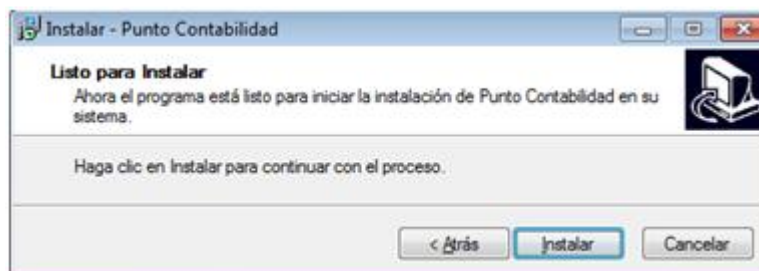 Instalar - Punto Contabilidad
Listo para Instalar
Ahora el programa está listo para iniciar la instalación de Punto Contabilidad en su
sistema.
Haga clic en Instalar para continuar con el proceso.
< Atrás Instalar Cancelar